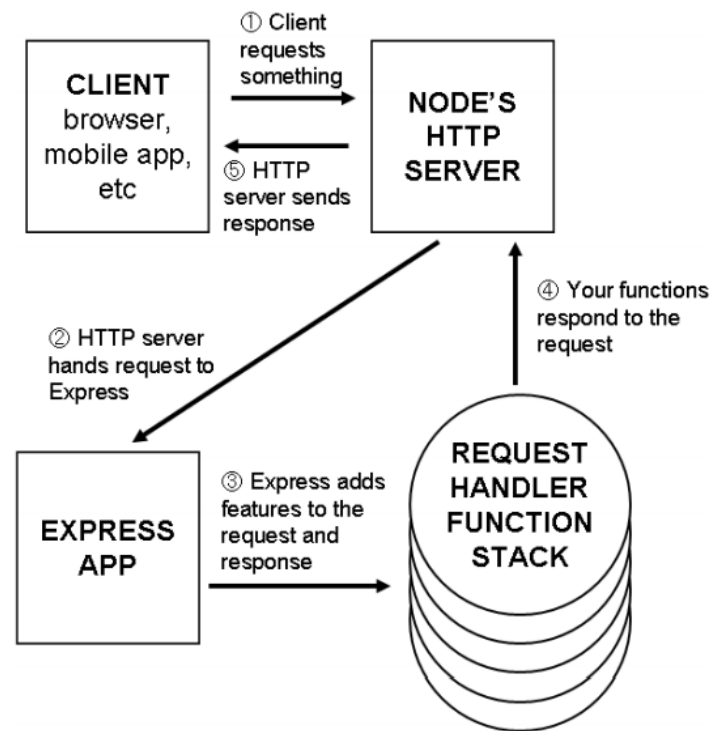 ① Client
requests
something
CLIENT
browser,
mobile app,
etc
NODE'S
HTTP
SERVER
⑤ HTTP
server sends
response
② HTTP server
hands request to
Express
④ Your functions
respond to the
request
EXPRESS
APP
③ Express adds
features to the
request and
response
REQUEST
HANDLER
FUNCTION
STACK